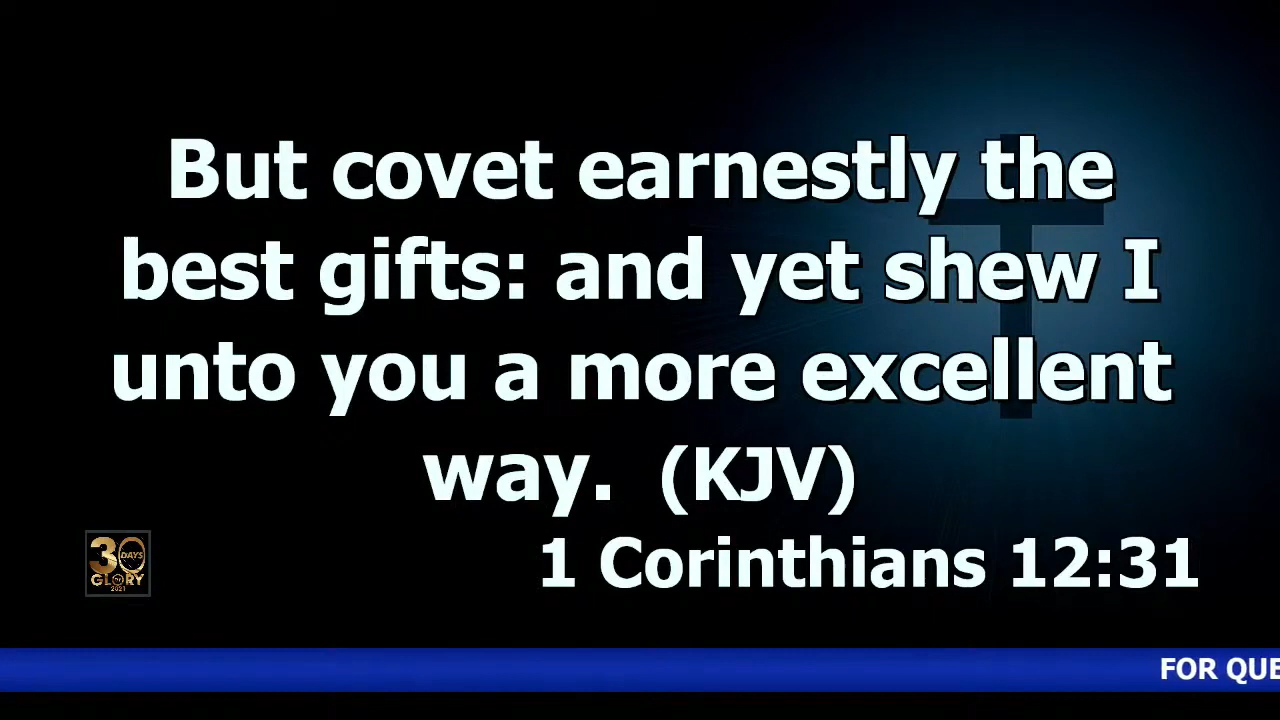 But covet earnestly the
best gifts: and yet shew I
unto you a more excellent
way. (KJV)
1 Corinthians 12:31
30 DAYS
GLORY
2021
FOR QUE